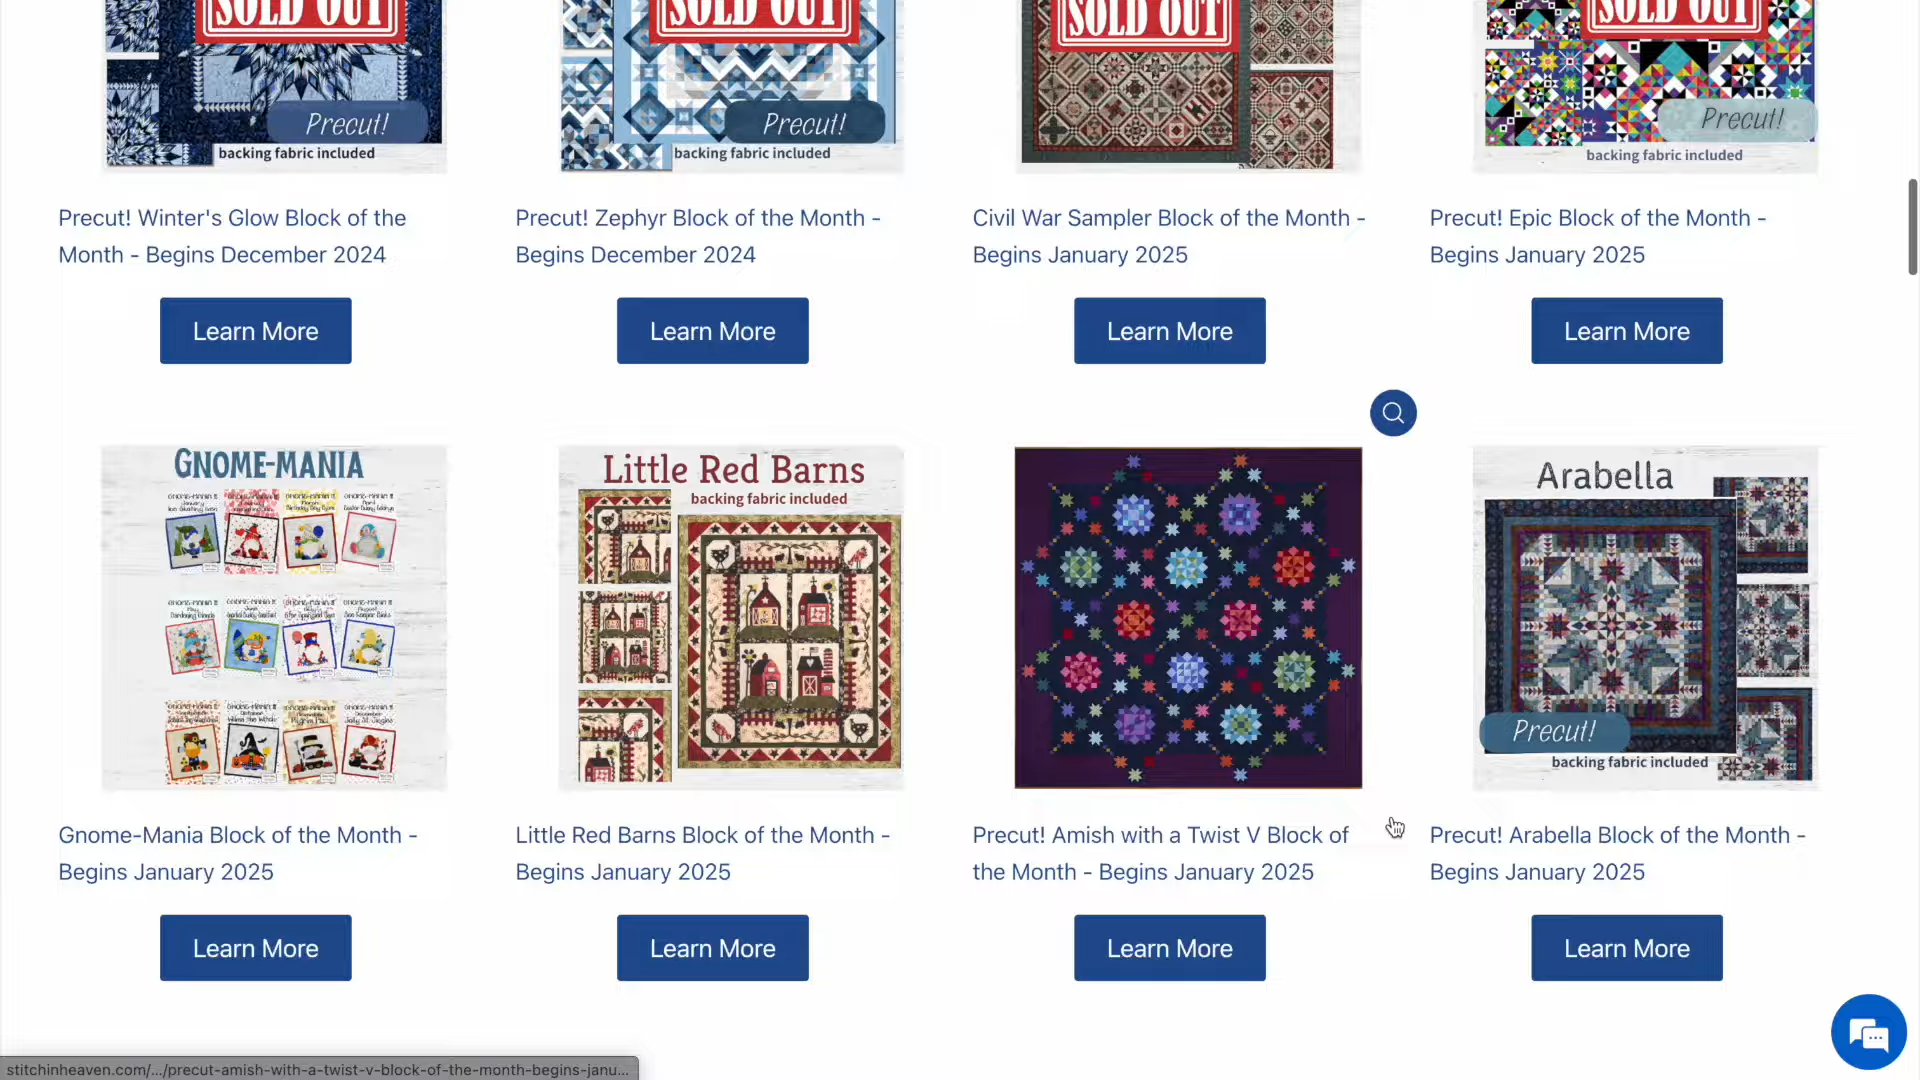 SOLD OUT
SOLD OUT
SOLD OUT
SOLD OUT
Precut!
backing fabric included
Precut!
backing fabric included
Precut!
backing fabric included
Precut! Winter's Glow Block of the
Month - Begins December 2024
Precut! Zephyr Block of the Month -
Begins December 2024
Civil War Sampler Block of the Month -
Begins January 2025
Precut! Epic Block of the Month -
Begins January 2025
Learn More
Learn More
Learn More
Learn More
GNOME-MANIA
Little Red Barns
backing fabric included
Arabella
Precut!
backing fabric included
Gnome-Mania Block of the Month -
Begins January 2025
Little Red Barns Block of the Month -
Begins January 2025
Precut! Amish with a Twist V Block of
the Month - Begins January 2025
Precut! Arabella Block of the Month -
Begins January 2025
Learn More
Learn More
Learn More
Learn More
stitchinheaven.com/.../precut-amish-with-a-twist-v-block-of-the-month-begins-janu...